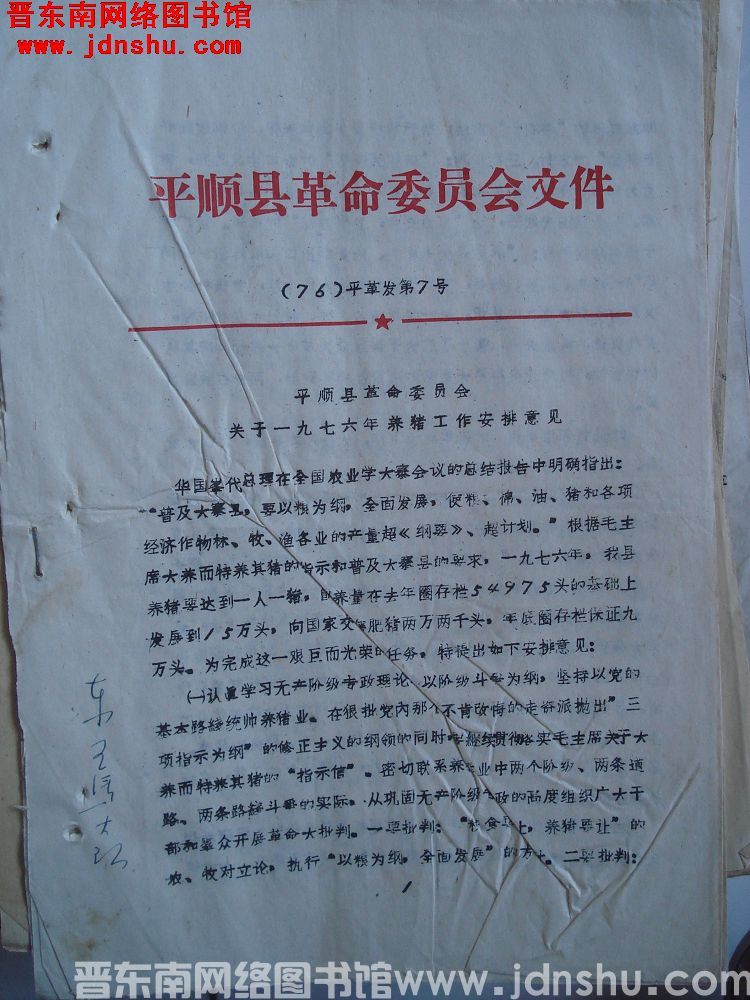 晋东南网络图书馆
www.jdnshu.com
平顺县革命委员会文件
(76)平革发第7号
平顺县革命委员会
关于一九七六年养猪工作安排意见
华国峯代总理在全国农业学大寨会议的总结报告中明确指出：
“普及大寨县，要以粮为纲，全面发展，使粮、棉、油、猪和各项
经济作物林、牧、渔各业的产量超《纲要》、超计划。”根据毛主
席大养而特养其猪的指示和普及大寨县的要求，一九七六年，我县
养猪要达到一人一猪，饲养量在去年圈存栏54975头的基础上
发展到15万头，向国家交售肥猪两万两千头，年底圈存栏保证九
万头。为完成这一艰巨而光荣的任务，特提出如下安排意见：
㈠认真学习无产阶级专政理论，以阶级斗争为纲，坚持以党的
基本路线统帅养猪业。在狠批党内那个不肯改悔的走资派抛出“三
项指示为纲”的修正主义的纲领的同时，继续贯彻落实毛主席关于大
养而特养其猪的“指示信”，密切联系养业中两个阶级、两条道
路、两条路线斗争的实际，从巩固无产阶级专政的高度组织广大干
部和羣众开展革命大批判。一要批判：“粮食要上，养猪要让”的
农、牧对立论，执行“以粮为纲，全面发展”的方。二要批判：
1
大队
晋东南网络图书馆www.jdnshu.com